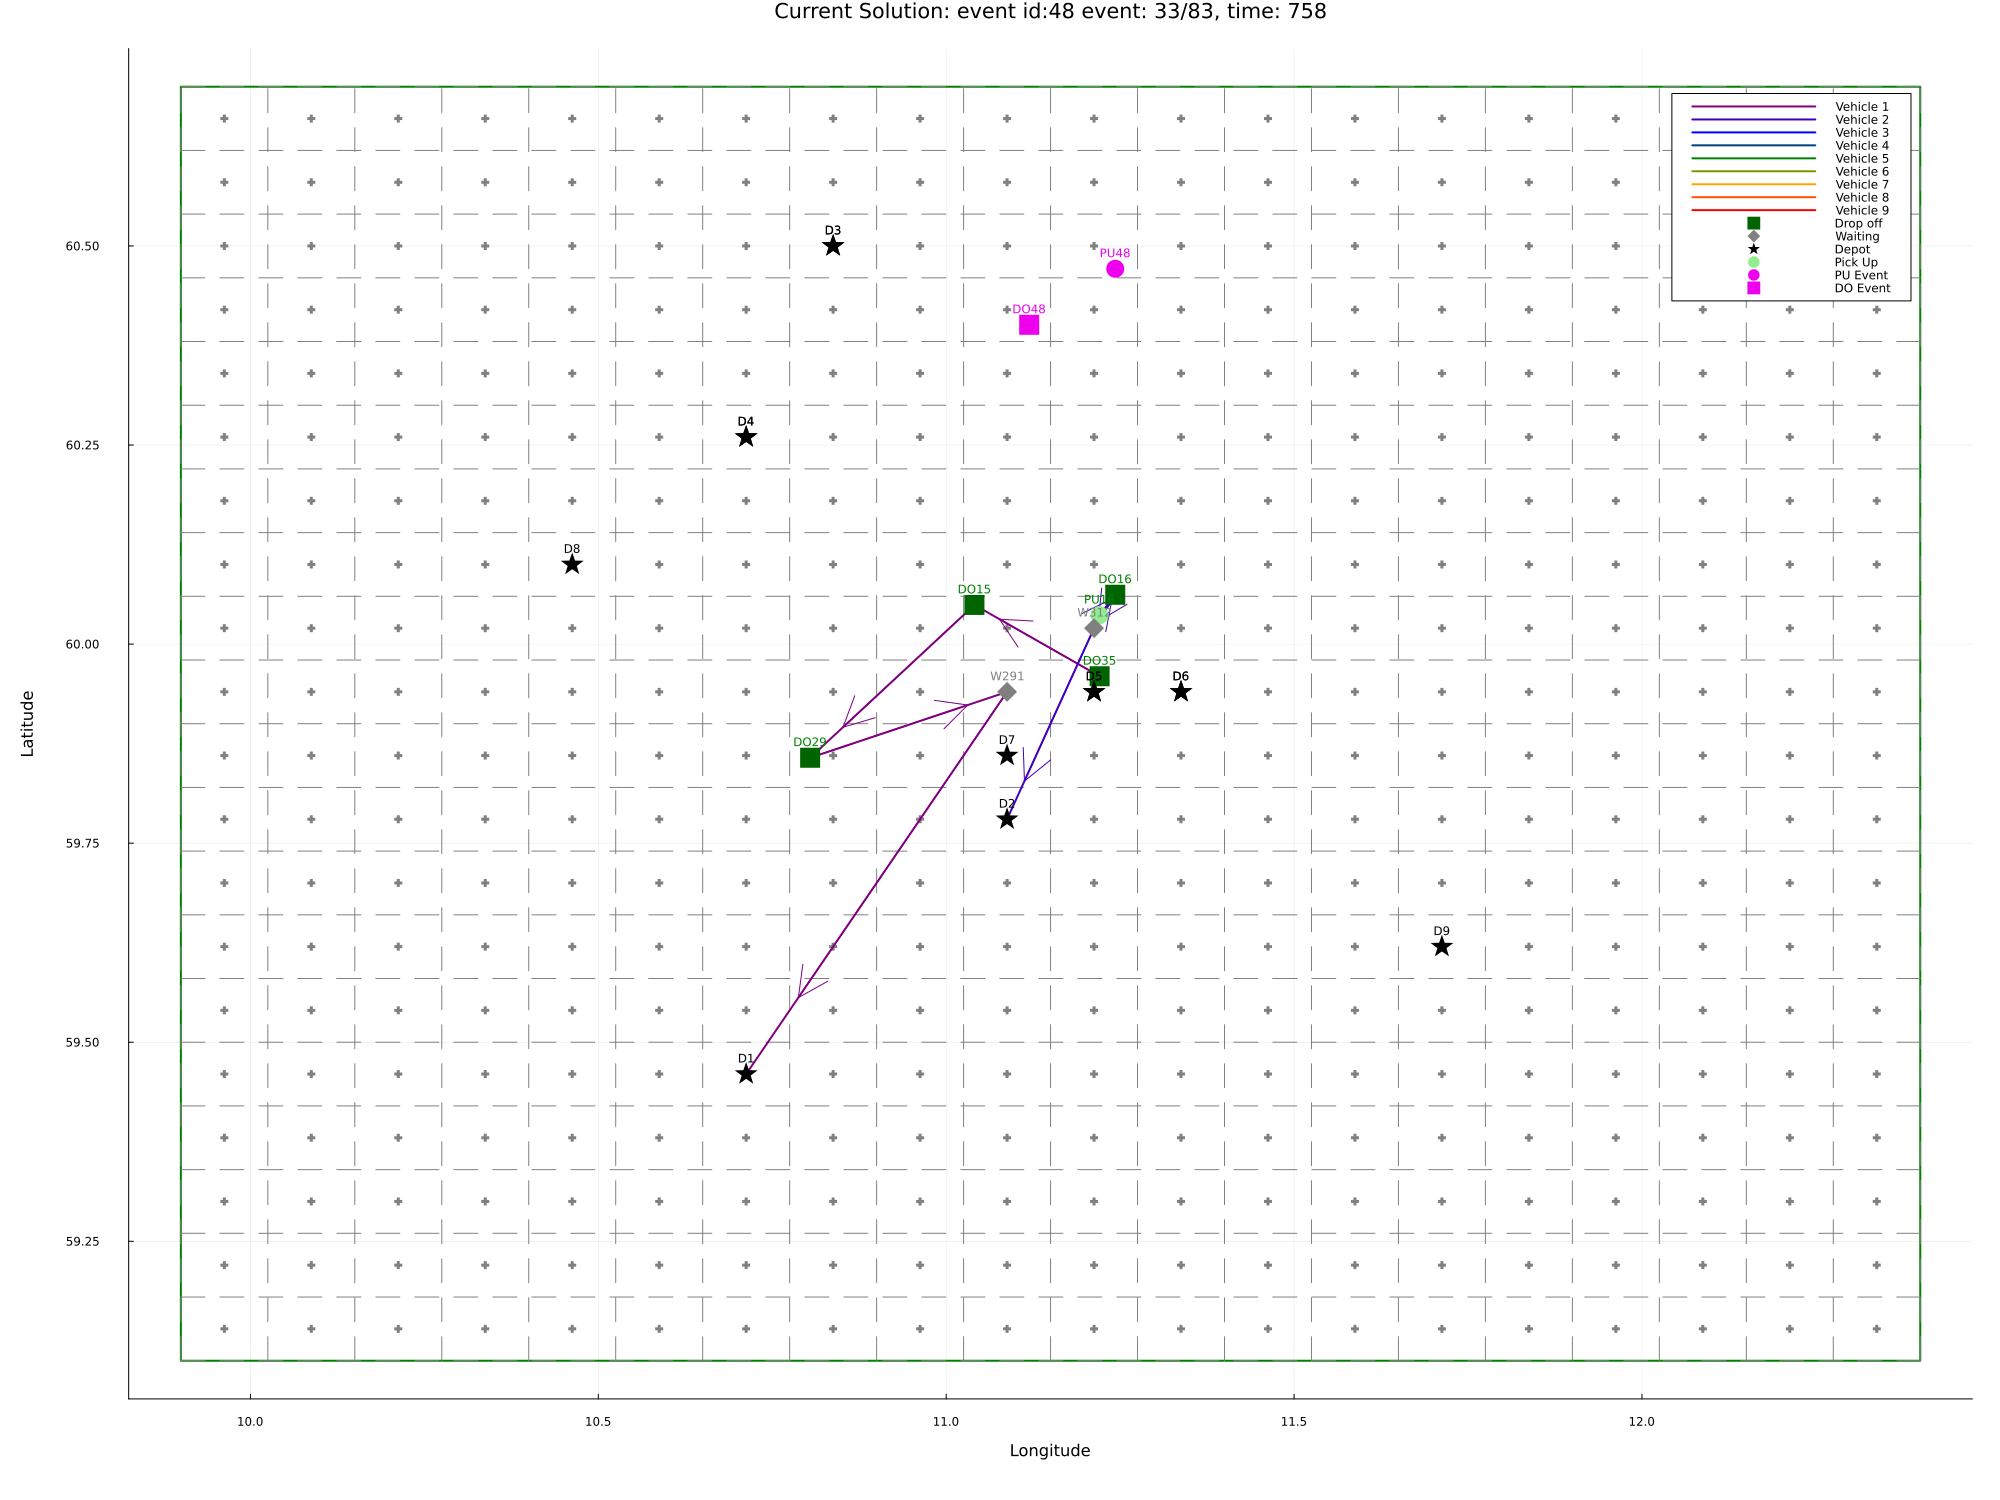 Current Solution: event id:48 event: 33/83, time: 758
Vehicle 1
Vehicle 2
Vehicle 3
Vehicle 4
Vehicle 5
Vehicle 6
Vehicle 7
Vehicle 8
Vehicle 9
Drop off
Waiting
Depot
Pick Up
PU Event
DO Event
D3
PU48
DO48
D4
D8
DO16
DO15
DO35
W291
D5
D6
DO29
D7
D2
D9
D1
60.50
60.25
60.00
59.75
59.50
59.25
Latitude
10.0
10.5
11.0
11.5
12.0
Longitude